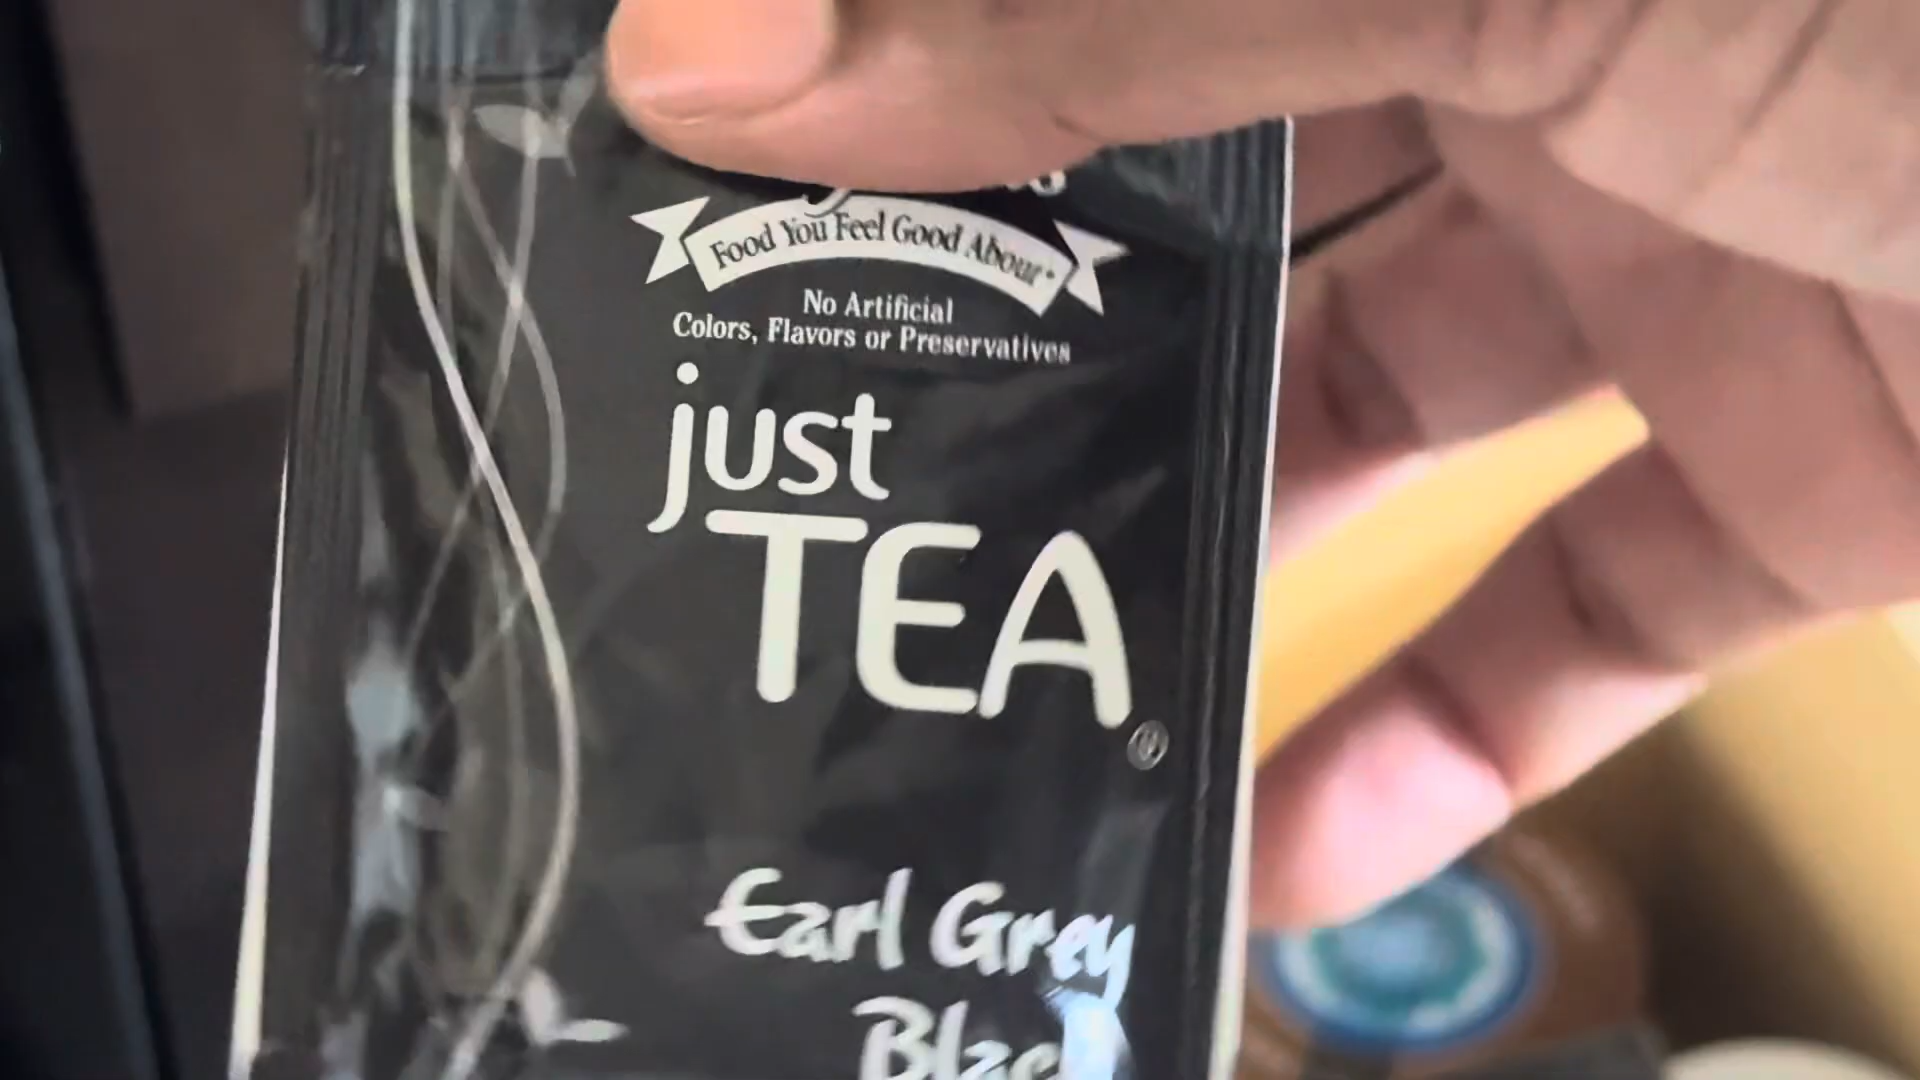 Food You Feel Good About
No Artificial
Colors, Flavors or Preservatives
just
TEA
Earl Grey